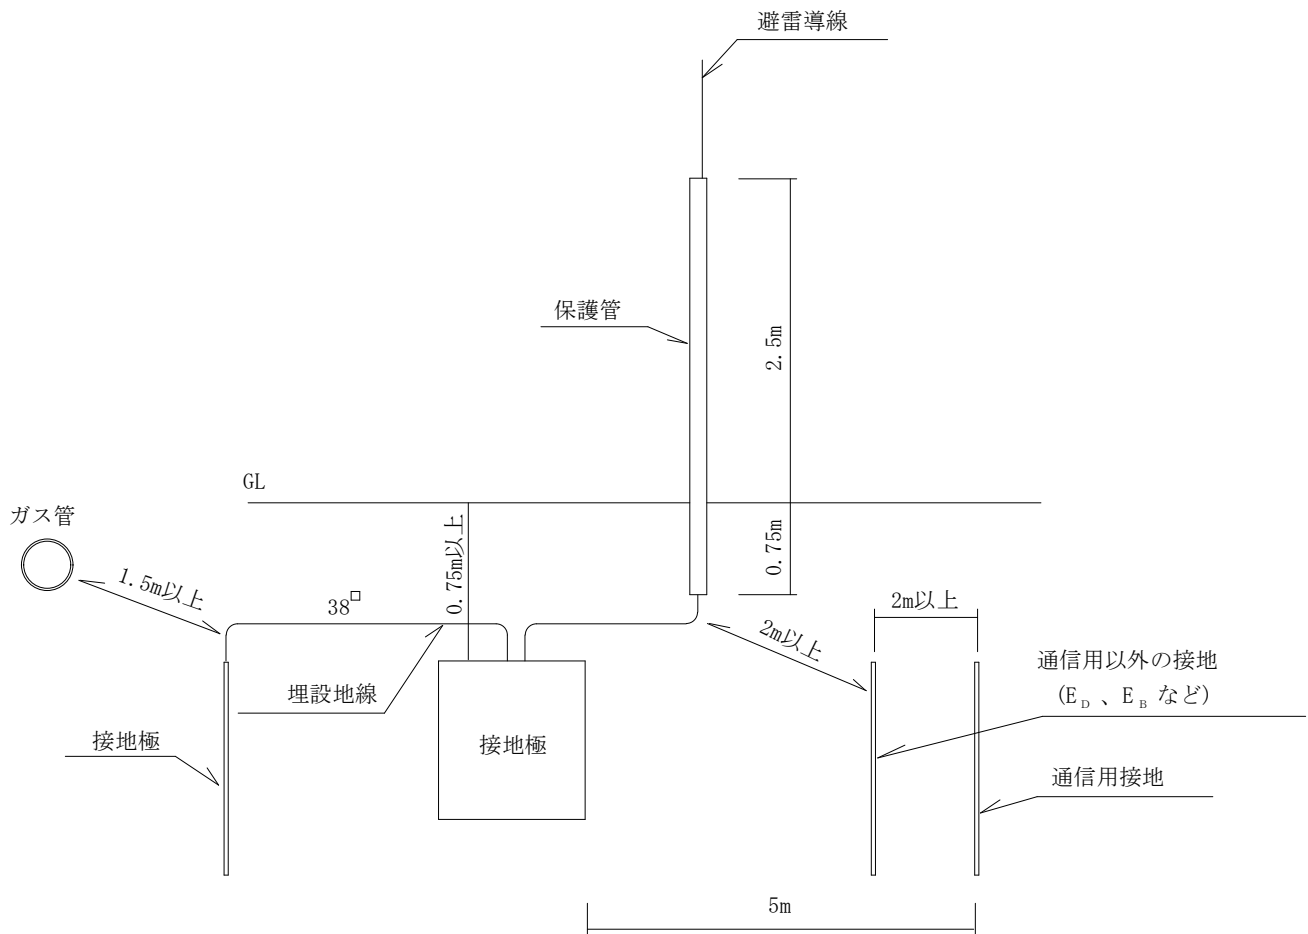 避雷導線
保護管
2.5m
GL
ガス管
0.75m以上
0.75m
1.5m以上
38□
2m以上
2m以上
通信用以外の接地
(ED 、EB など)
埋設地線
接地極
接地極
通信用接地
5m